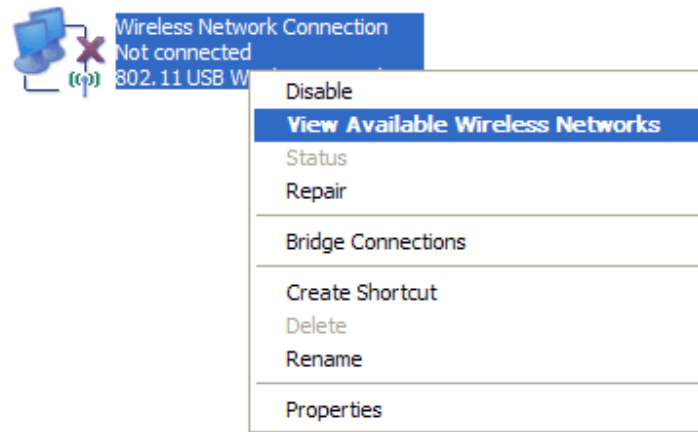 Wireless Network Connection
Not connected
802.11 USB W
Disable
View Available Wireless Networks
Status
Repair
Bridge Connections
Create Shortcut
Delete
Rename
Properties